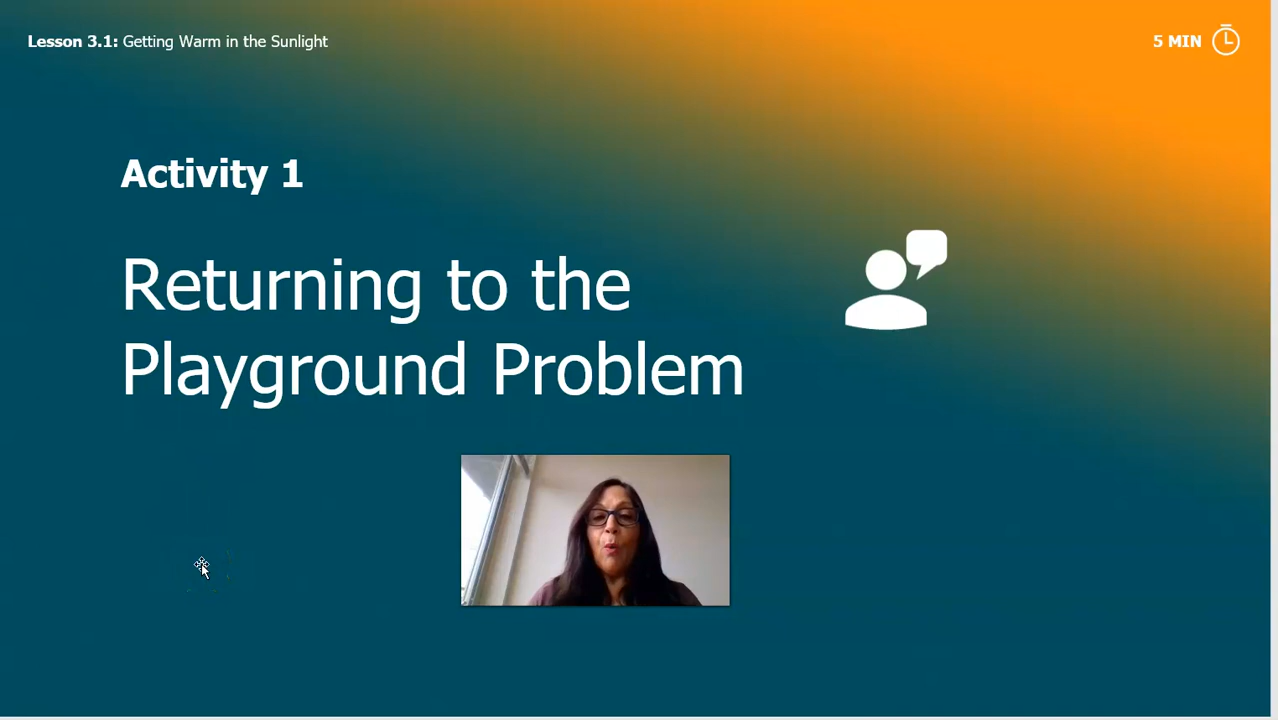 Lesson 3.1: Getting Warm in the Sunlight
5 MIN
Activity 1
Returning to the
Playground Problem